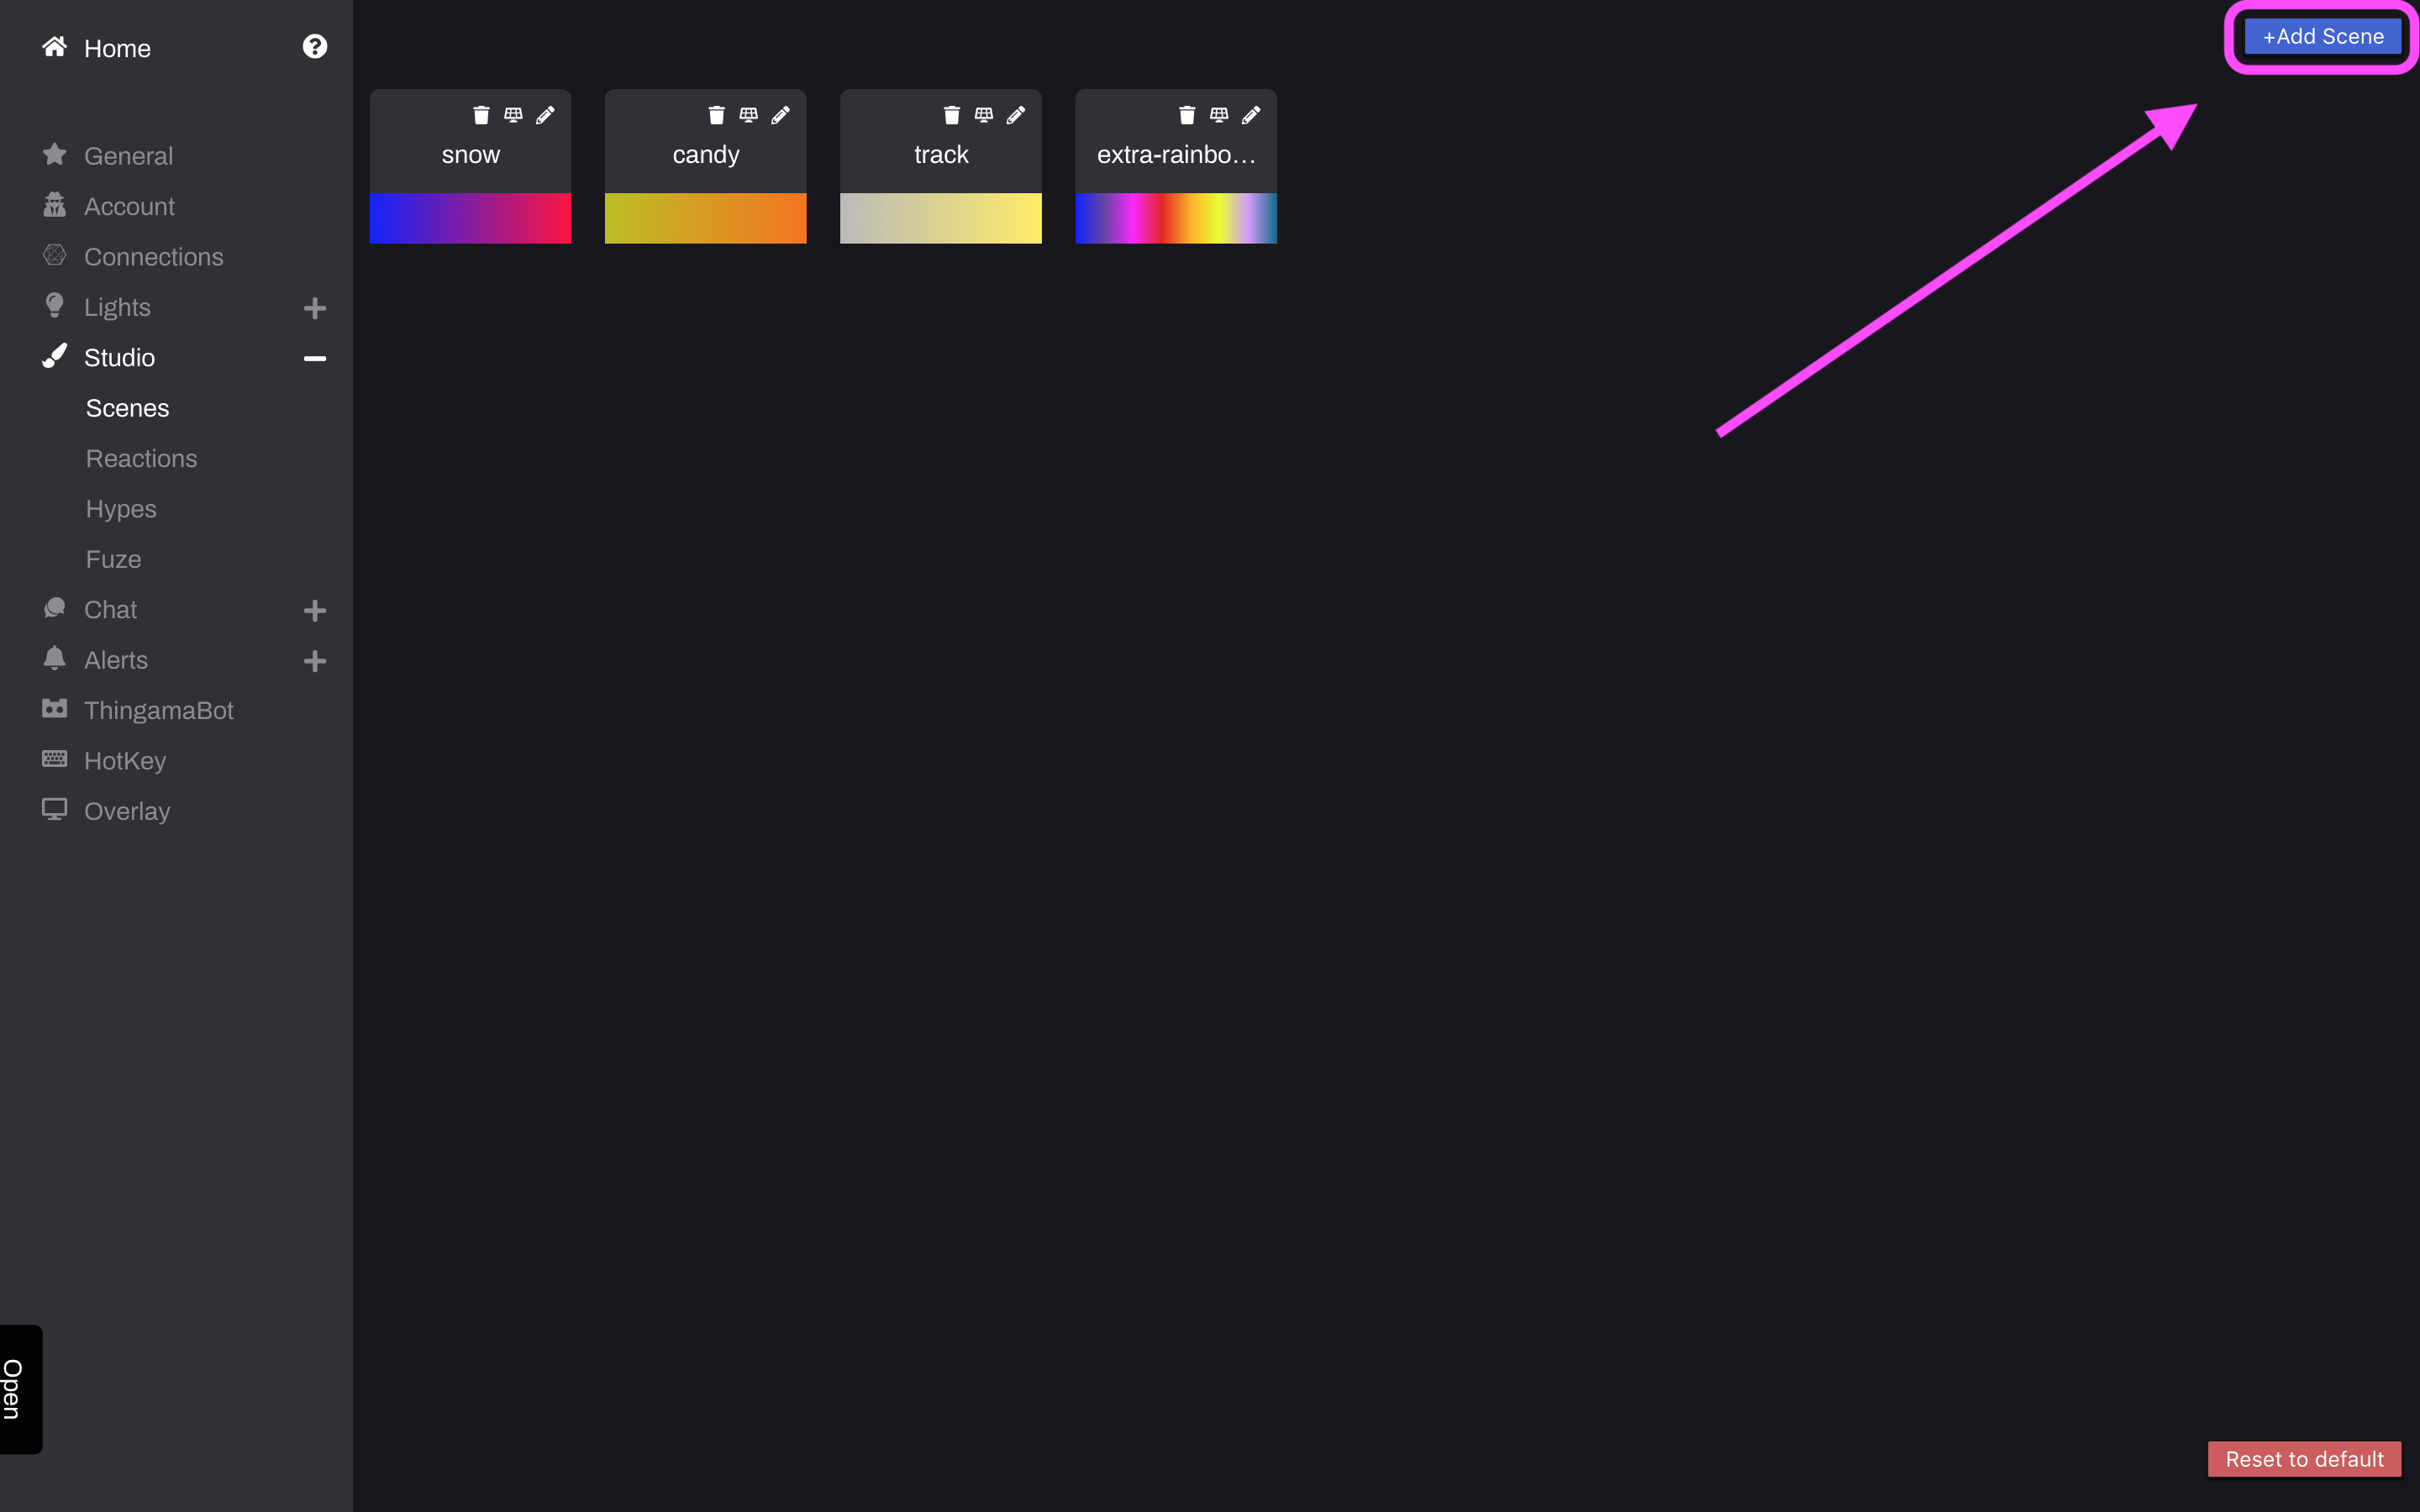 Home
General
Account
Connections
Lights
Studio
Scenes
Reactions
Hypes
Fuze
Chat
Alerts
ThingamaBot
HotKey
Overlay
Open
+Add Scene
snow
candy
track
extra-rainbo...
Reset to default